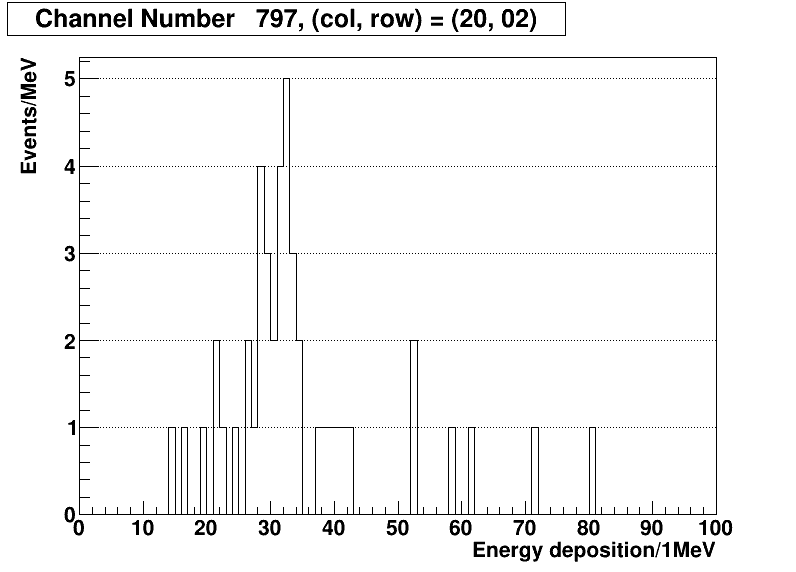 Channel Number 797, (col, row) = (20, 02)
Events/MeV
5
4
3
2
1
0
0 10 20 30 40 50 60 70 80 90 100
Energy deposition/1MeV